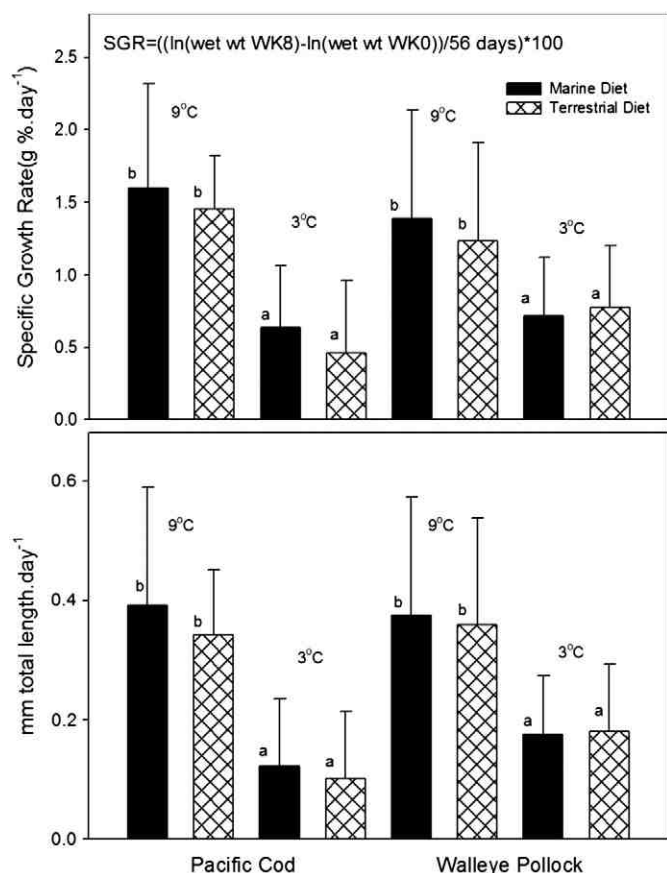 SGR=((ln(wet wt WK8)-ln(wet wt WK0))/56 days)*100
Specific Growth Rate(g %.day⁻¹)
2.5
2.0
1.5
1.0
0.5
0.0
Marine Diet
Terrestrial Diet
9°C
b
b
3°C
a
a
9°C
b
b
3°C
a
a
mm total length.day⁻¹
0.6
0.4
0.2
0.0
9°C
b
b
3°C
a
a
9°C
b
b
3°C
a
a
Pacific Cod
Walleye Pollock